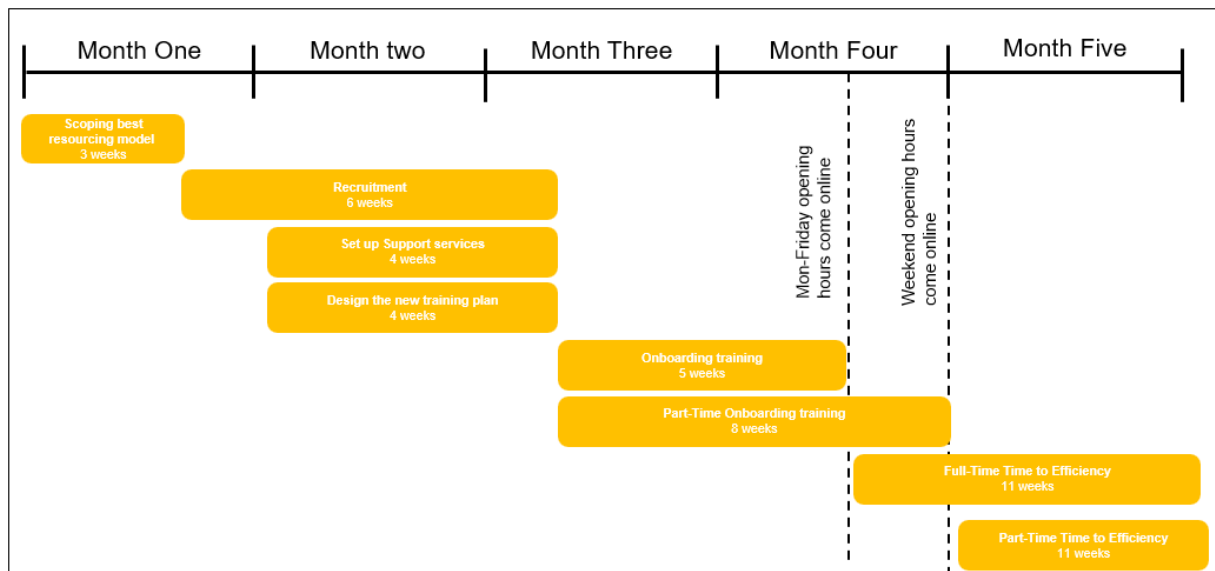 Month One
Month two
Month Three
Month Four
Month Five
Scoping best
resourcing model
3 weeks
Recruitment
6 weeks
Set up Support services
4 weeks
Design the new training plan
4 weeks
Mon-Friday opening
hours come online
Weekend opening hours
come online
Onboarding training
5 weeks
Part-Time Onboarding training
8 weeks
Full-Time Time to Efficiency
11 weeks
Part-Time Time to Efficiency
11 weeks